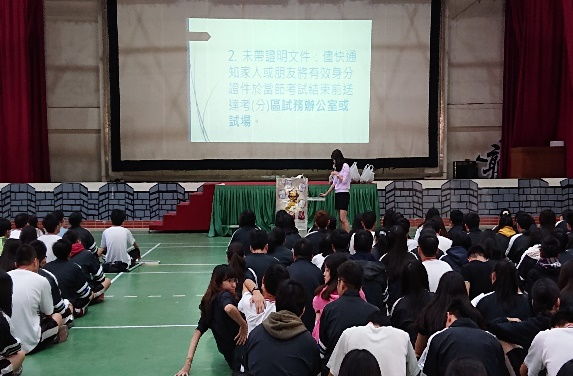 2. 未帶證明文件：儘快通
知家人或朋友將有效身分
證件於當節考試結束前送
達考(分)區試務辦公室或
試場。